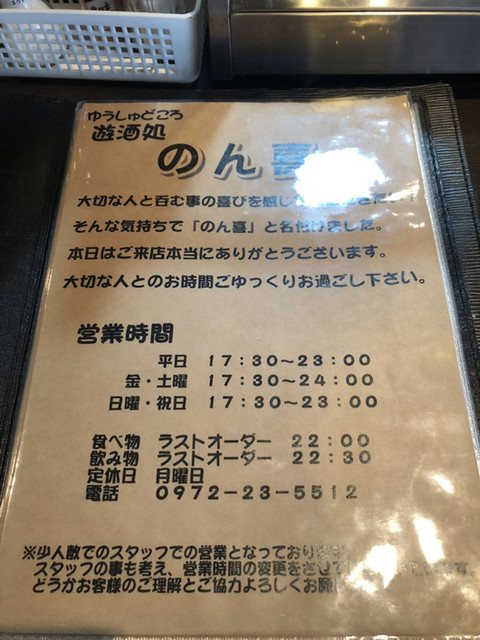 ゆうしゅどころ
遊酒処
のん喜
大切な人と呑む事の喜びを感じ
そんな気持ちで「のん喜」と名付けました。
本日はご来店本当にありがとうございます。
大切な人とのお時間ごゆっくりお過ごし下さい。
営業時間
平日 17:30〜23:00
金・土曜 17:30〜24:00
日曜・祝日 17:30〜23:00
食べ物 ラストオーダー 22:00
飲み物 ラストオーダー 22:30
定休日 月曜日
電話 0972-23-5512
※少人数でのスタッフでの営業となっており
スタッフの事も考え、営業時間の変更をさせて
どうかお客様のご理解とご協力よろしくお願